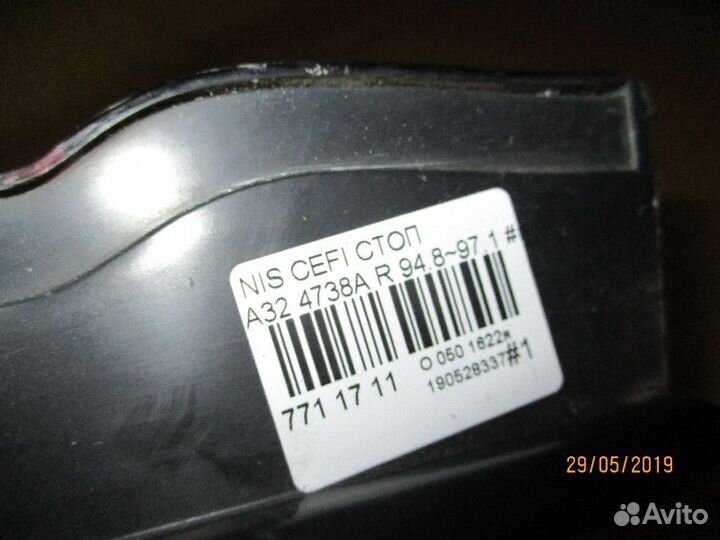 NIS CEFI СТОП
A32 4738A R 94.8~97.1 #
771 17 11
O 050 1622я
190528337 #1
29/05/2019
Avito